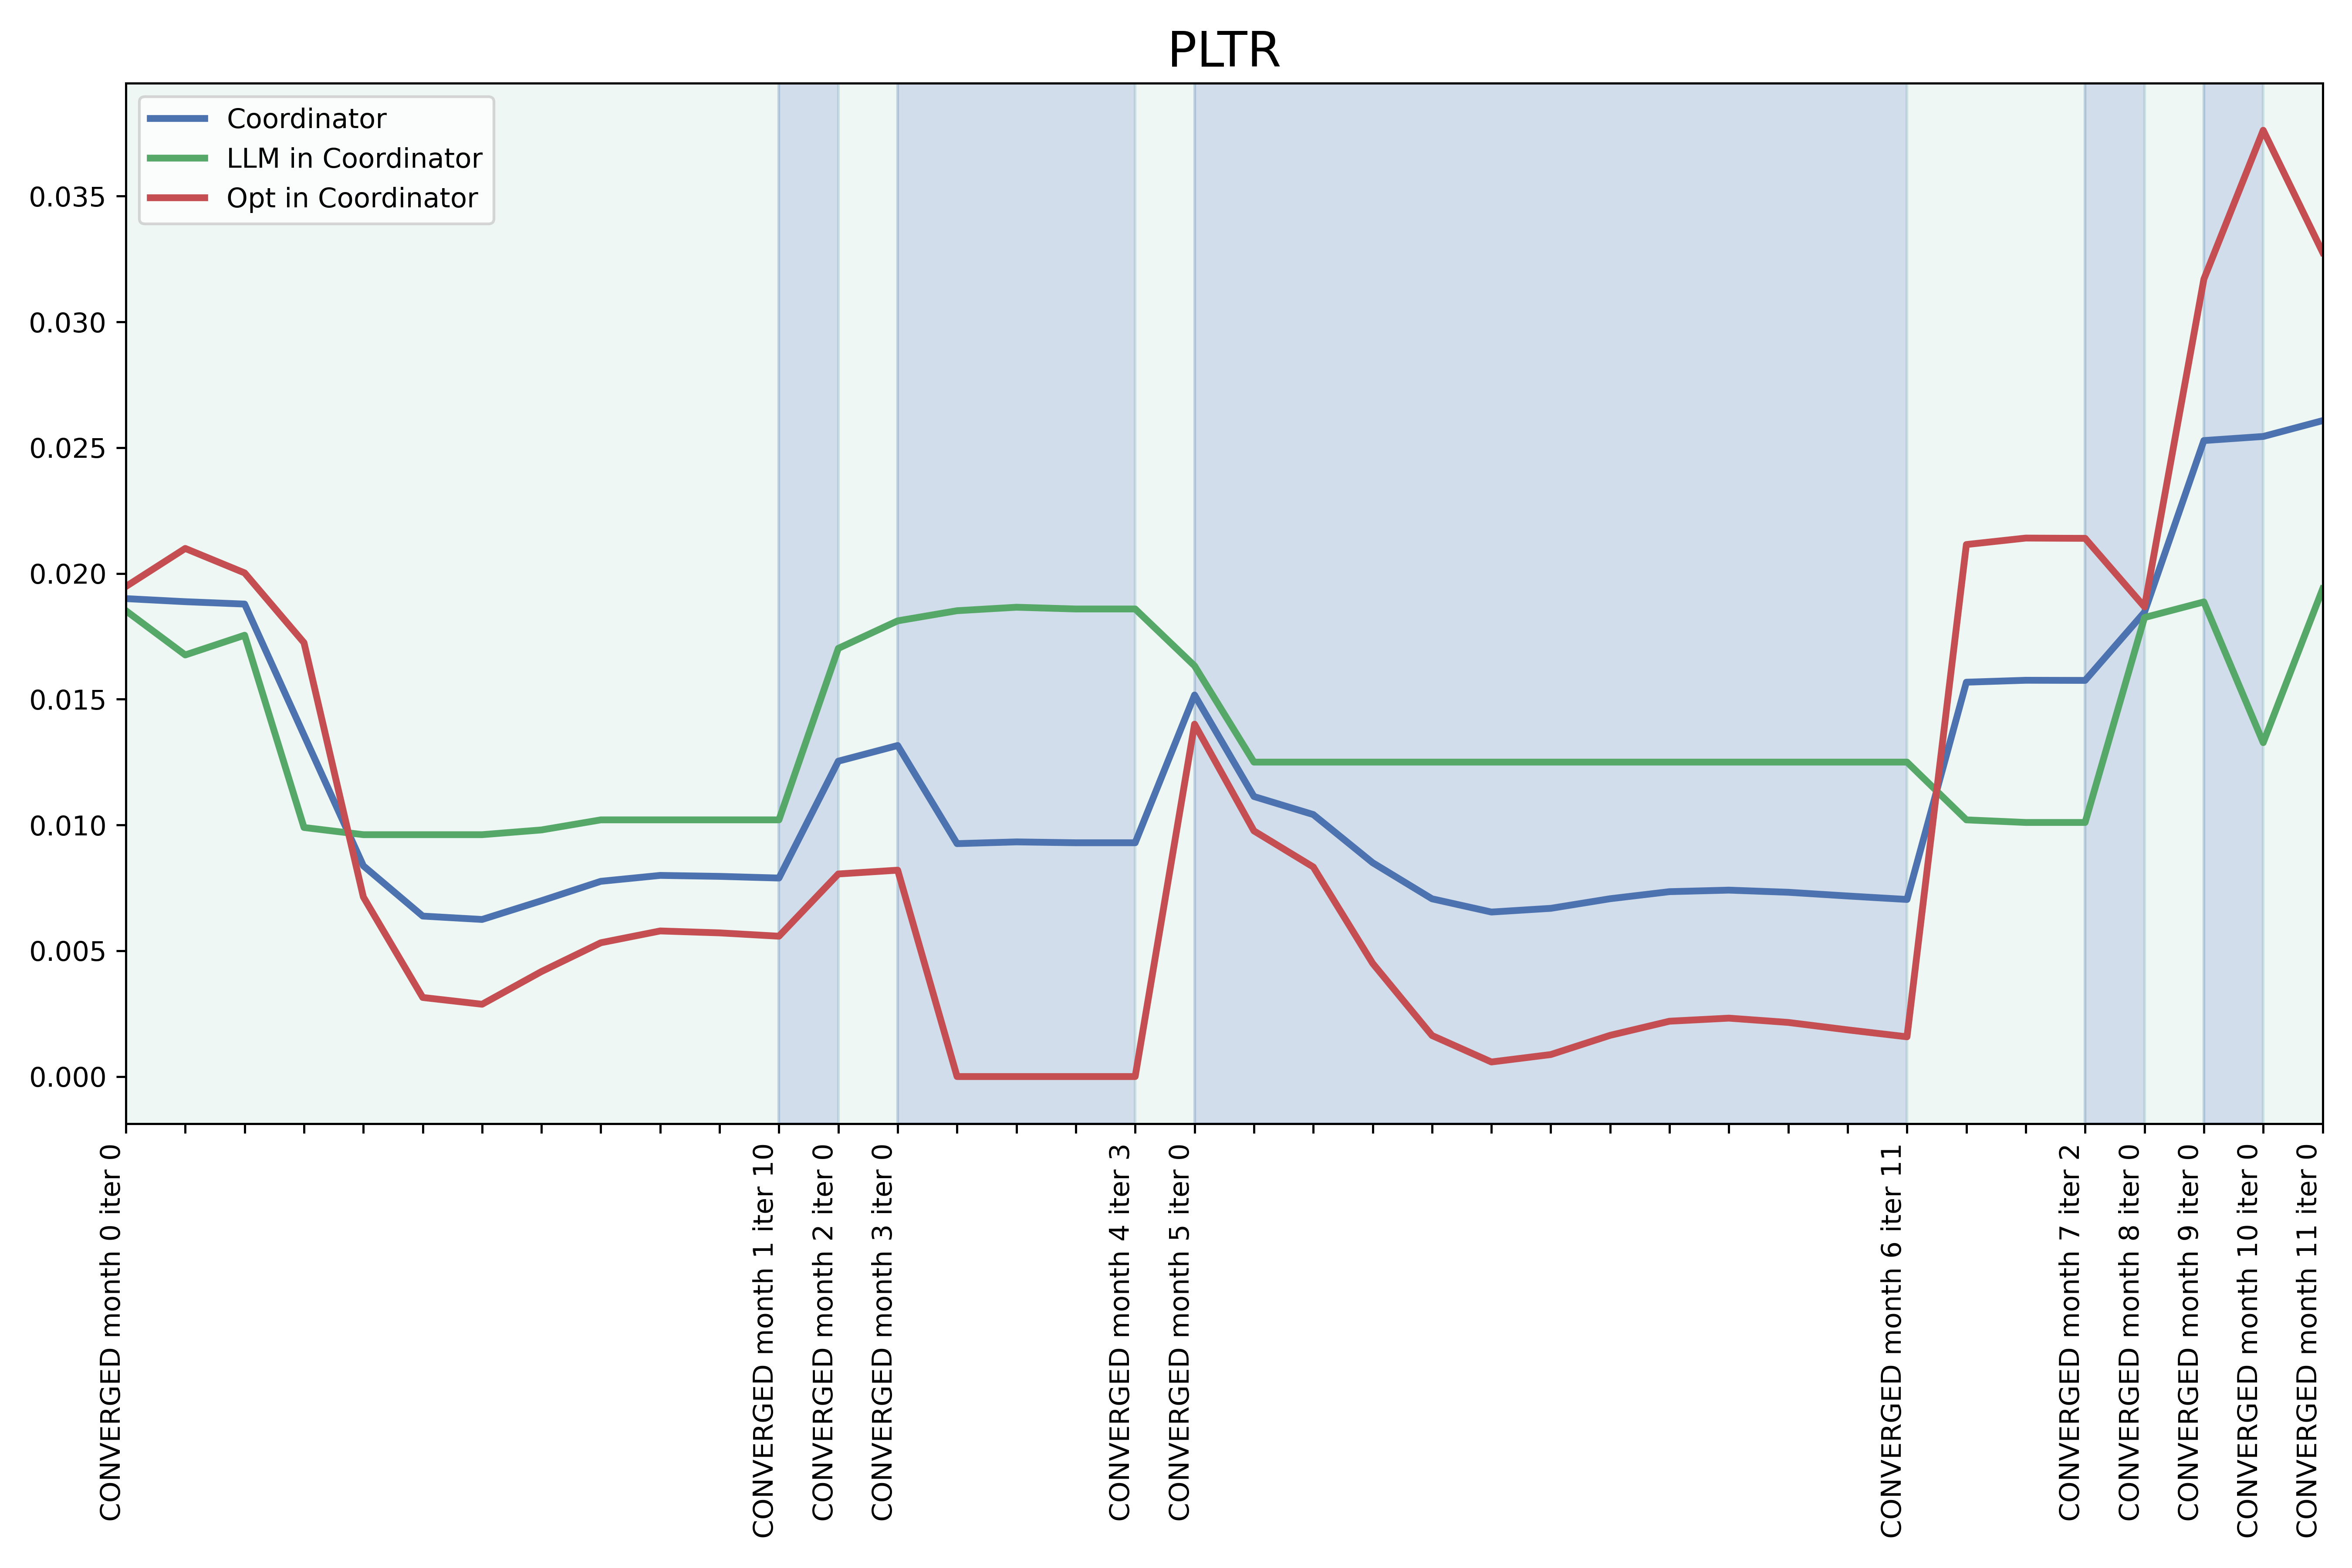 PLTR
Coordinator
LLM in Coordinator
Opt in Coordinator
0.035
0.030
0.025
0.020
0.015
0.010
0.005
0.000
CONVERGED month 0 iter 0
CONVERGED month 1 iter 10
CONVERGED month 2 iter 0
CONVERGED month 3 iter 0
CONVERGED month 4 iter 3
CONVERGED month 5 iter 0
CONVERGED month 6 iter 11
CONVERGED month 7 iter 2
CONVERGED month 8 iter 0
CONVERGED month 9 iter 0
CONVERGED month 10 iter 0
CONVERGED month 11 iter 0